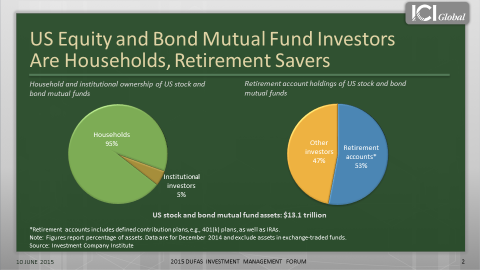 ICI Global
US Equity and Bond Mutual Fund Investors
Are Households, Retirement Savers
Household and institutional ownership of US stock and
bond mutual funds
Households
95%
Institutional
investors
5%
Retirement account holdings of US stock and bond
mutual funds
Other
investors
47%
Retirement
accounts*
53%
US stock and bond mutual fund assets: $13.1 trillion
*Retirement accounts includes defined contribution plans, e.g., 401(k) plans, as well as IRAs.
Note: Figures report percentage of assets. Data are for December 2014 and exclude assets in exchange-traded funds.
Source: Investment Company Institute
10 JUNE 2015
2015 DUFAS INVESTMENT MANAGEMENT FORUM
2